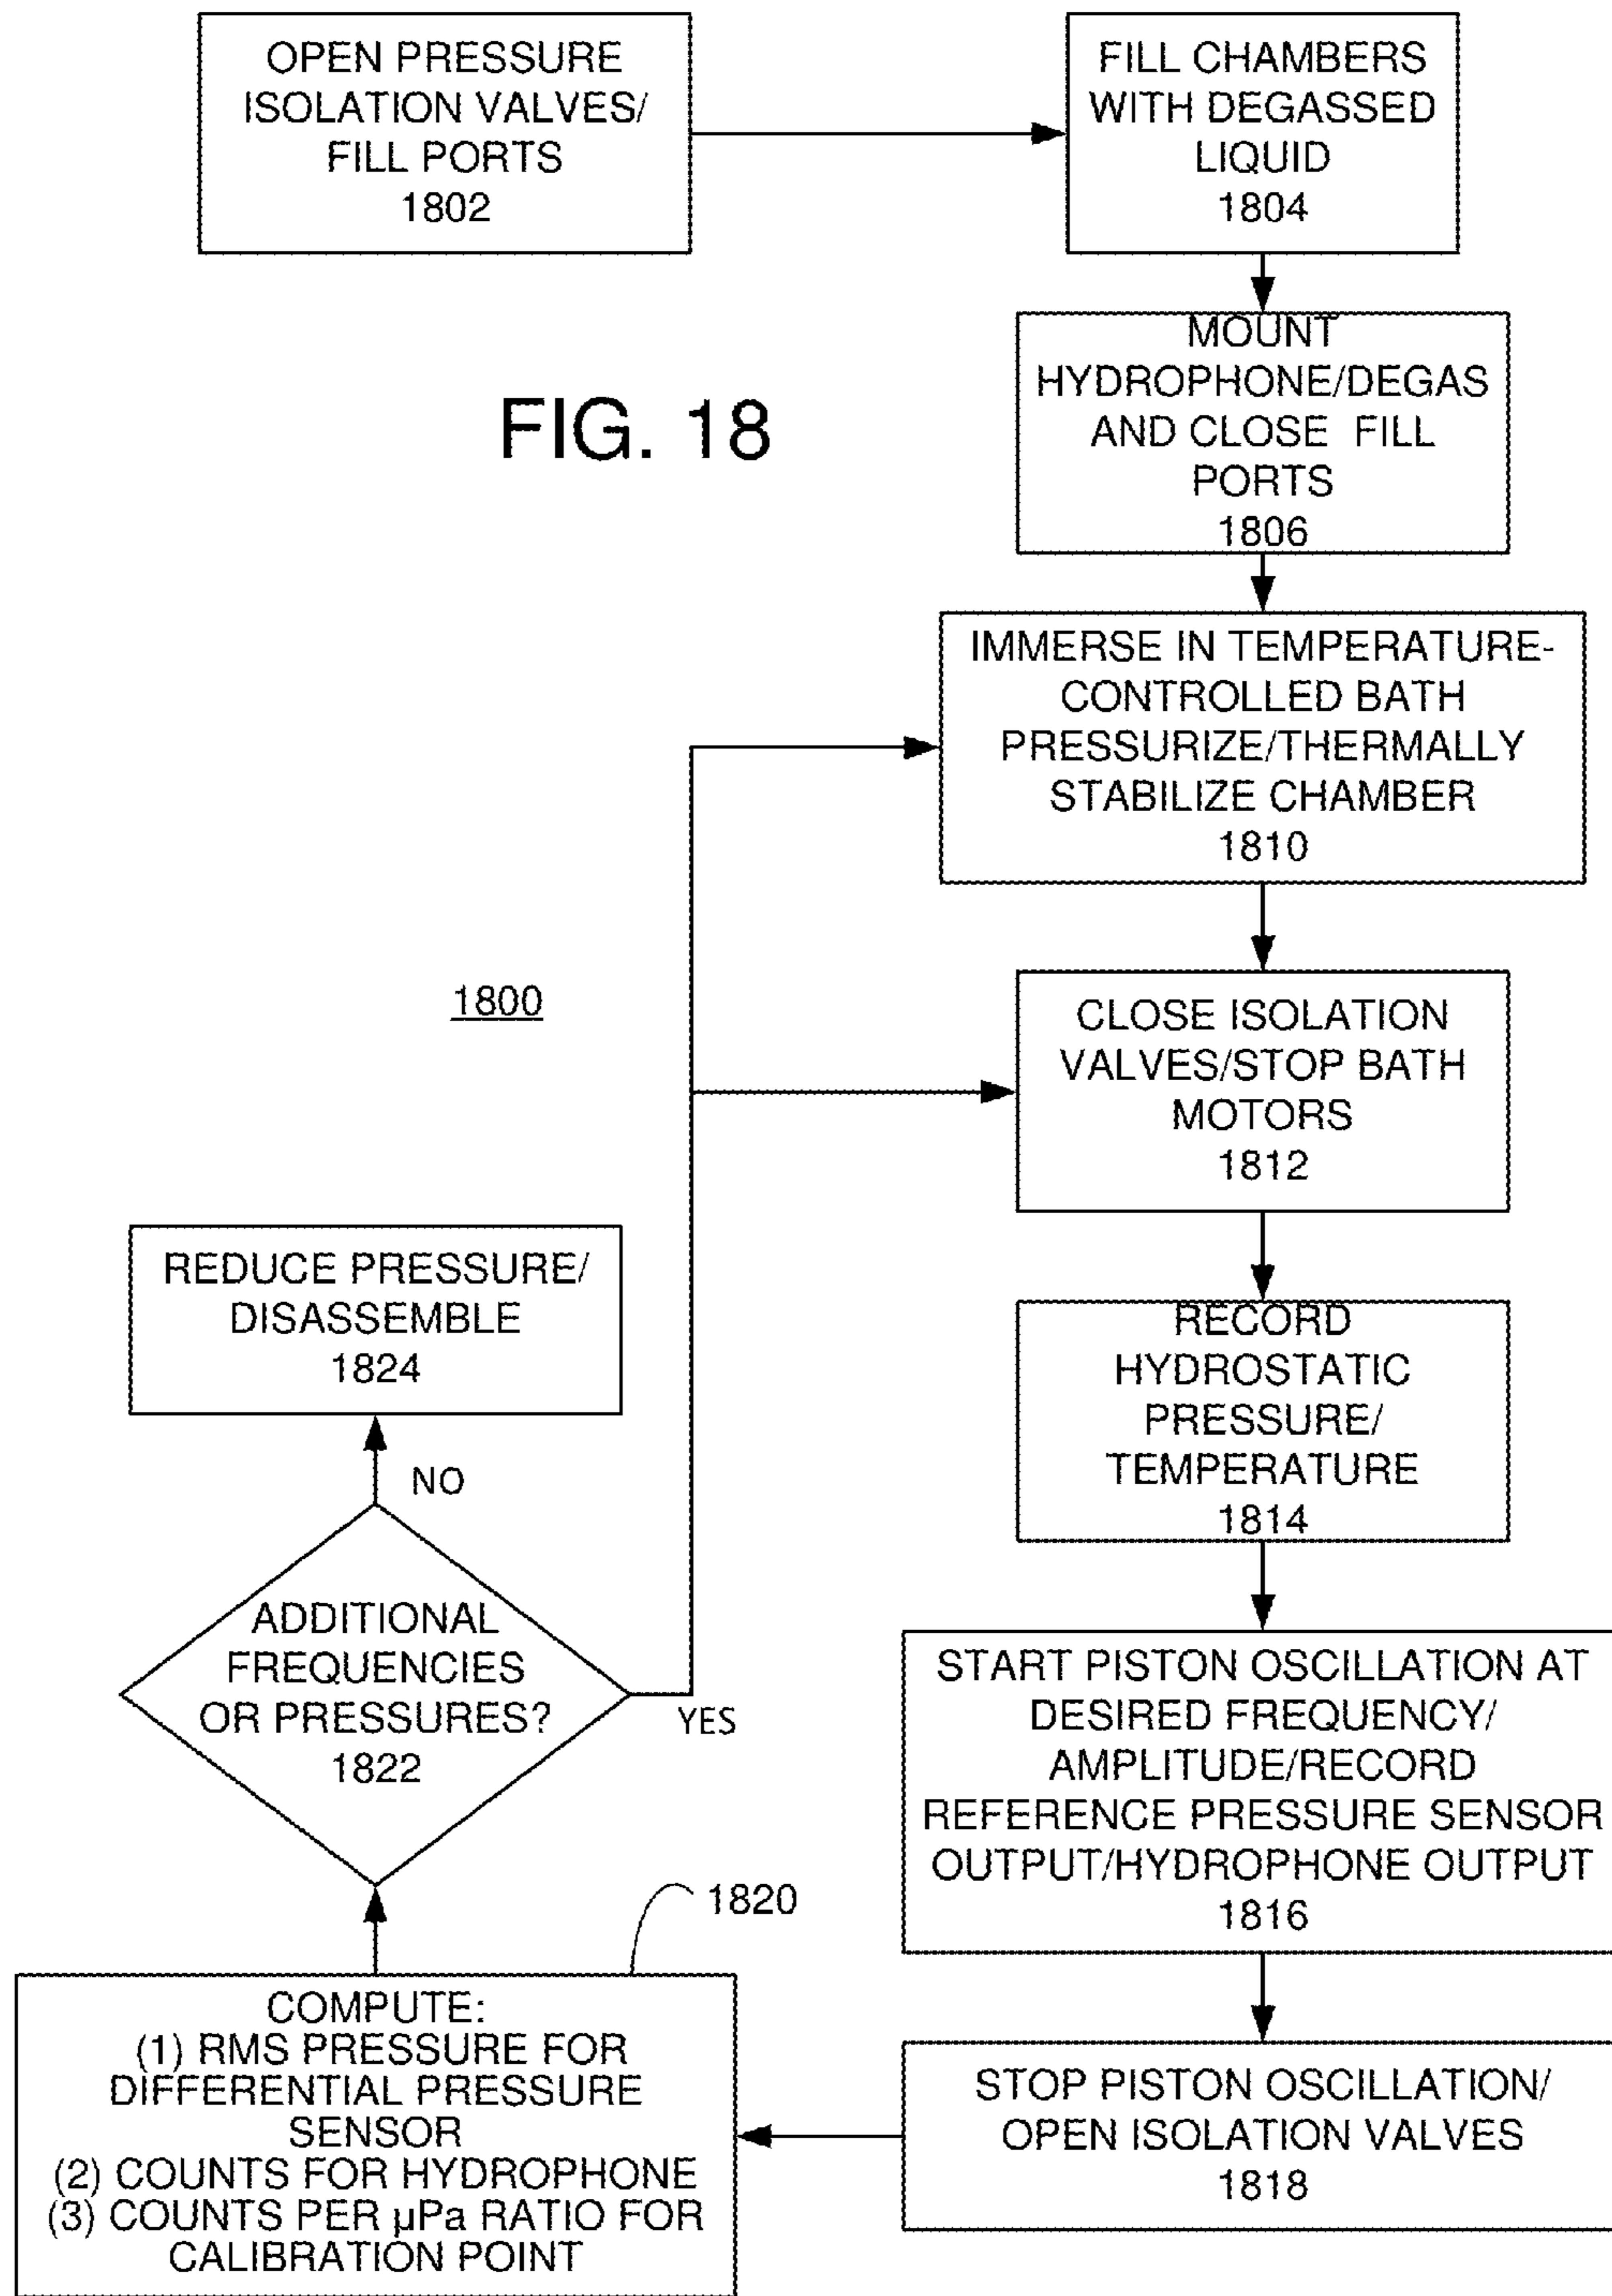 OPEN PRESSURE
ISOLATION VALVES/
FILL PORTS
1802
FILL CHAMBERS
WITH DEGASSED
LIQUID
1804
MOUNT
HYDROPHONE/DEGAS
AND CLOSE FILL
PORTS
1806
FIG. 18
IMMERSE IN TEMPERATURE-
CONTROLLED BATH
PRESSURIZE/THERMALLY
STABILIZE CHAMBER
1810
1800
CLOSE ISOLATION
VALVES/STOP BATH
MOTORS
1812
RECORD
HYDROSTATIC
PRESSURE/
TEMPERATURE
1814
START PISTON OSCILLATION AT
DESIRED FREQUENCY/
AMPLITUDE/RECORD
REFERENCE PRESSURE SENSOR
OUTPUT/HYDROPHONE OUTPUT
1816
STOP PISTON OSCILLATION/
OPEN ISOLATION VALVES
1818
1820
COMPUTE:
(1) RMS PRESSURE FOR
DIFFERENTIAL PRESSURE
SENSOR
(2) COUNTS FOR HYDROPHONE
(3) COUNTS PER µPa RATIO FOR
CALIBRATION POINT
ADDITIONAL
FREQUENCIES
OR PRESSURES?
1822
YES
NO
REDUCE PRESSURE/
DISASSEMBLE
1824